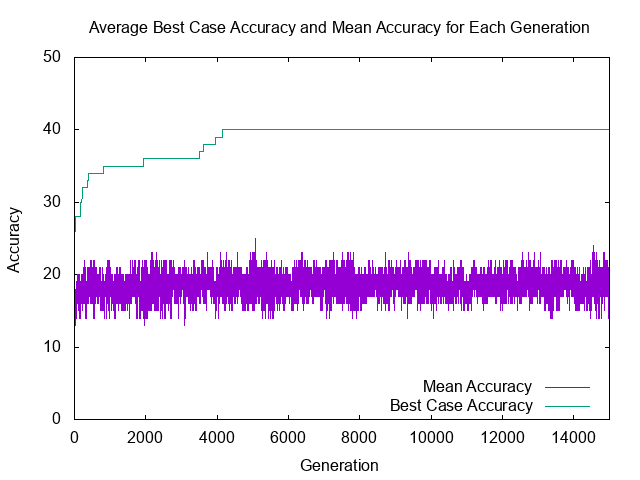 Average Best Case Accuracy and Mean Accuracy for Each Generation
50
40
30
20
10
0
Accuracy
Mean Accuracy
Best Case Accuracy
0 2000 4000 6000 8000 10000 12000 14000
Generation